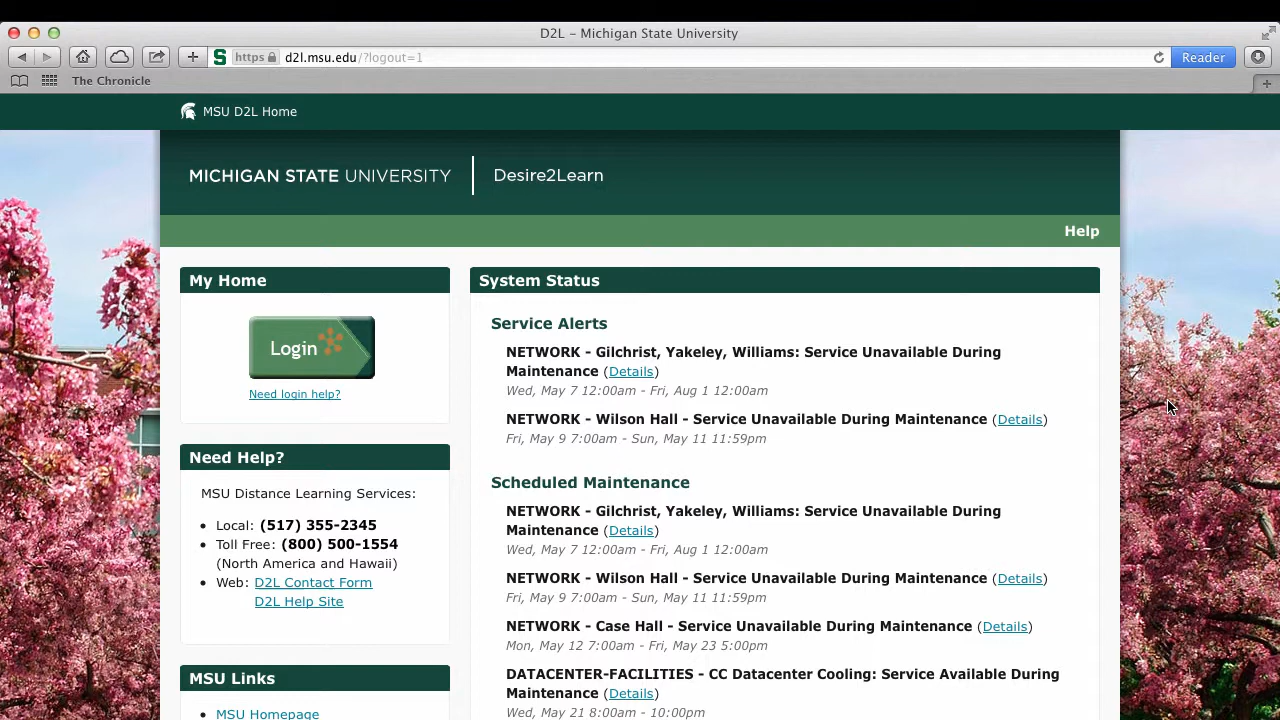 D2L – Michigan State University
https d2l.msu.edu/?logout=1
Reader
The Chronicle
MSU D2L Home
MICHIGAN STATE UNIVERSITY
Desire2Learn
Help
My Home
Login
Need login help?
Need Help?
MSU Distance Learning Services:
• Local: (517) 355-2345
• Toll Free: (800) 500-1554
(North America and Hawaii)
• Web: D2L Contact Form
D2L Help Site
MSU Links
• MSU Homepage
System Status
Service Alerts
NETWORK - Gilchrist, Yakeley, Williams: Service Unavailable During
Maintenance (Details)
Wed, May 7 12:00am - Fri, Aug 1 12:00am
NETWORK - Wilson Hall - Service Unavailable During Maintenance (Details)
Fri, May 9 7:00am - Sun, May 11 11:59pm
Scheduled Maintenance
NETWORK - Gilchrist, Yakeley, Williams: Service Unavailable During
Maintenance (Details)
Wed, May 7 12:00am - Fri, Aug 1 12:00am
NETWORK - Wilson Hall - Service Unavailable During Maintenance (Details)
Fri, May 9 7:00am - Sun, May 11 11:59pm
NETWORK - Case Hall - Service Unavailable During Maintenance (Details)
Mon, May 12 7:00am - Fri, May 23 5:00pm
DATACENTER-FACILITIES - CC Datacenter Cooling: Service Available During
Maintenance (Details)
Wed, May 21 8:00am - 10:00pm